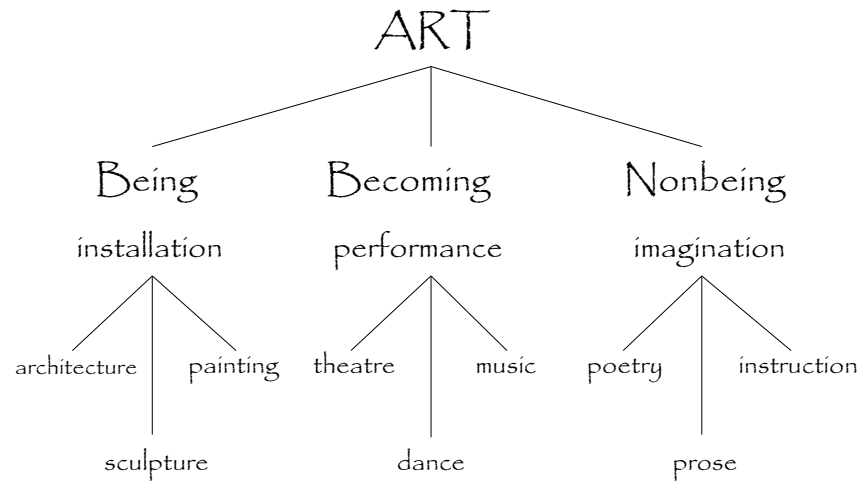 ART
Being Becoming Nonbeing
installation performance imagination
architecture painting theatre music poetry instruction
sculpture dance prose